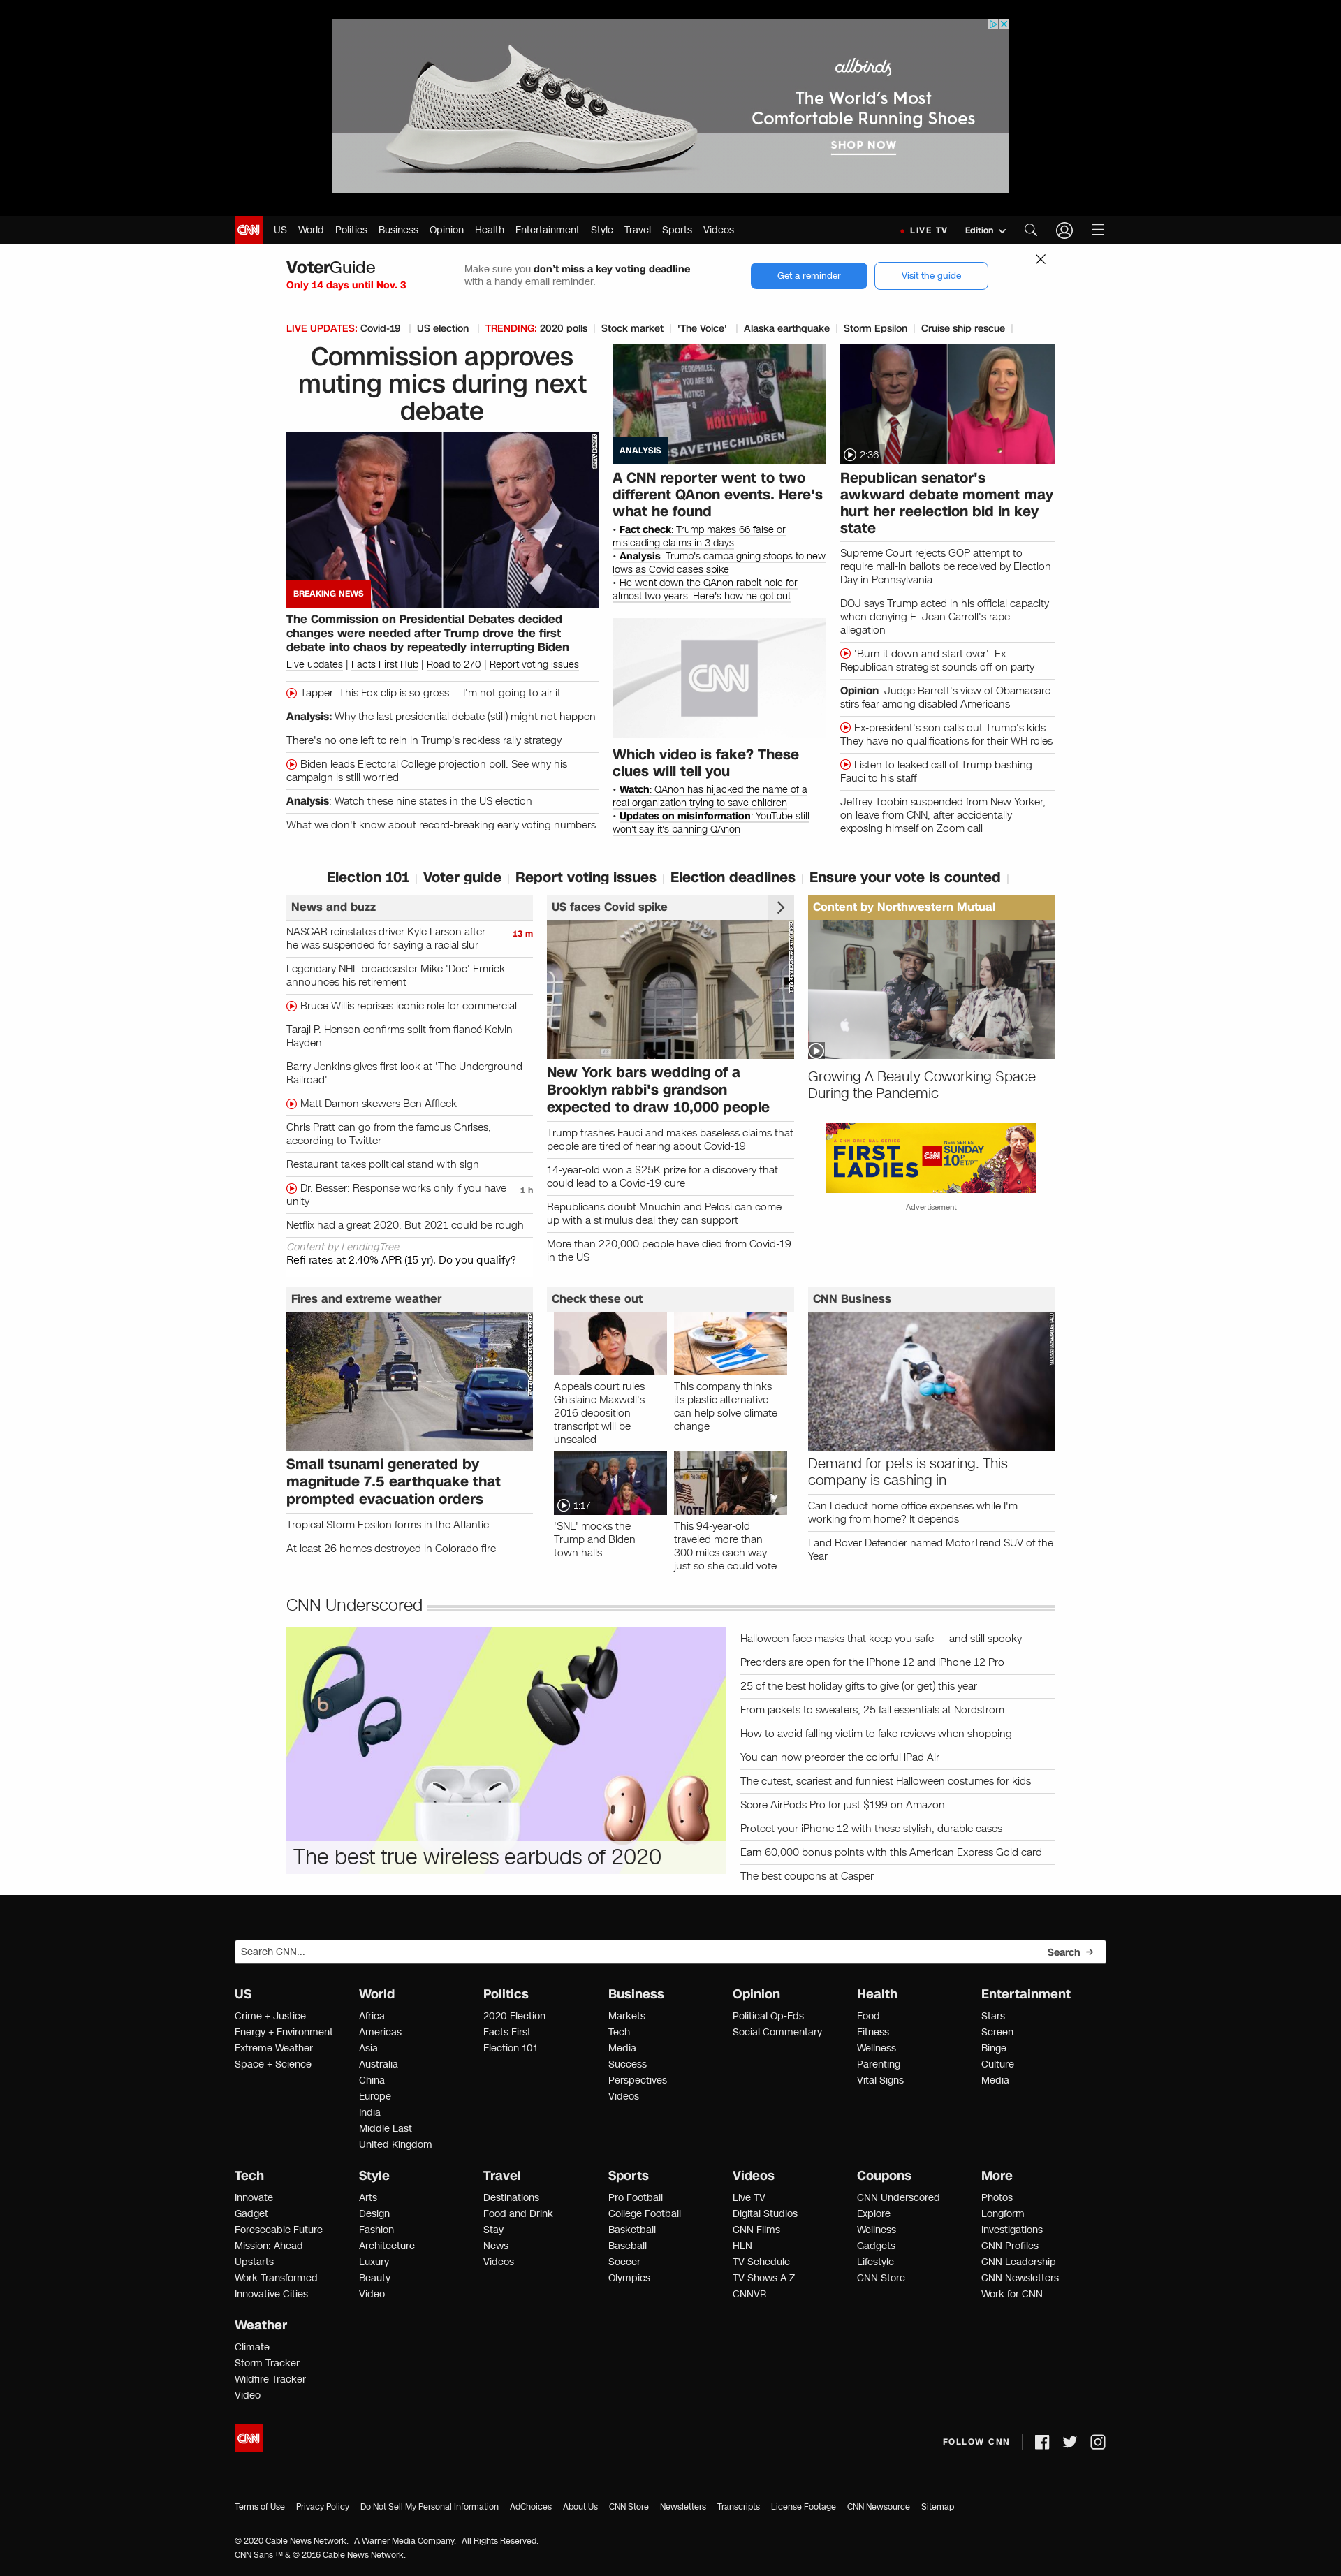 allbirds
The World's Most
Comfortable Running Shoes
SHOP NOW
CNN
US World Politics Business Opinion Health Entertainment Style Travel Sports Videos
LIVE TV Edition
VoterGuide
Only 14 days until Nov. 3
Make sure you don't miss a key voting deadline
with a handy email reminder.
Get a reminder
Visit the guide
LIVE UPDATES: Covid-19 | US election | TRENDING: 2020 polls | Stock market | 'The Voice' | Alaska earthquake | Storm Epsilon | Cruise ship rescue |
Commission approves
muting mics during next
debate
BREAKING NEWS
The Commission on Presidential Debates decided
changes were needed after Trump drove the first
debate into chaos by repeatedly interrupting Biden
Live updates | Facts First Hub | Road to 270 | Report voting issues
Tapper: This Fox clip is so gross ... I'm not going to air it
Analysis: Why the last presidential debate (still) might not happen
There's no one left to rein in Trump's reckless rally strategy
Biden leads Electoral College projection poll. See why his
campaign is still worried
Analysis: Watch these nine states in the US election
What we don't know about record-breaking early voting numbers
PEDOPHILES,
YOU ARE ON
NOTICE!
HOLLYWOOD
#SAVETHECHILDREN
ANALYSIS
A CNN reporter went to two
different QAnon events. Here's
what he found
• Fact check: Trump makes 66 false or
misleading claims in 3 days
• Analysis: Trump's campaigning stoops to new
lows as Covid cases spike
• He went down the QAnon rabbit hole for
almost two years. Here's how he got out
CNN
Which video is fake? These
clues will tell you
• Watch: QAnon has hijacked the name of a
real organization trying to save children
• Updates on misinformation: YouTube still
won't say it's banning QAnon
2:36
Republican senator's
awkward debate moment may
hurt her reelection bid in key
state
Supreme Court rejects GOP attempt to
require mail-in ballots be received by Election
Day in Pennsylvania
DOJ says Trump acted in his official capacity
when denying E. Jean Carroll's rape
allegation
'Burn it down and start over': Ex-
Republican strategist sounds off on party
Opinion: Judge Barrett's view of Obamacare
stirs fear among disabled Americans
Ex-president's son calls out Trump's kids:
They have no qualifications for their WH roles
Listen to leaked call of Trump bashing
Fauci to his staff
Jeffrey Toobin suspended from New Yorker,
on leave from CNN, after accidentally
exposing himself on Zoom call
Election 101 | Voter guide | Report voting issues | Election deadlines | Ensure your vote is counted |
News and buzz
NASCAR reinstates driver Kyle Larson after
he was suspended for saying a racial slur
13 m
Legendary NHL broadcaster Mike 'Doc' Emrick
announces his retirement
Bruce Willis reprises iconic role for commercial
Taraji P. Henson confirms split from fiancé Kelvin
Hayden
Barry Jenkins gives first look at 'The Underground
Railroad'
Matt Damon skewers Ben Affleck
Chris Pratt can go from the famous Chrises,
according to Twitter
Restaurant takes political stand with sign
Dr. Besser: Response works only if you have
unity
1 h
Netflix had a great 2020. But 2021 could be rough
Content by LendingTree
Refi rates at 2.40% APR (15 yr). Do you qualify?
US faces Covid spike
New York bars wedding of a
Brooklyn rabbi's grandson
expected to draw 10,000 people
Trump trashes Fauci and makes baseless claims that
people are tired of hearing about Covid-19
14-year-old won a $25K prize for a discovery that
could lead to a Covid-19 cure
Republicans doubt Mnuchin and Pelosi can come
up with a stimulus deal they can support
More than 220,000 people have died from Covid-19
in the US
Content by Northwestern Mutual
Growing A Beauty Coworking Space
During the Pandemic
A CNN ORIGINAL SERIES
FIRST
LADIES
CNN
NEW SERIES
SUNDAY
10P ET/PT
Advertisement
Fires and extreme weather
Small tsunami generated by
magnitude 7.5 earthquake that
prompted evacuation orders
Tropical Storm Epsilon forms in the Atlantic
At least 26 homes destroyed in Colorado fire
Check these out
Appeals court rules
Ghislaine Maxwell's
2016 deposition
transcript will be
unsealed
This company thinks
its plastic alternative
can help solve climate
change
1:17
'SNL' mocks the
Trump and Biden
town halls
VOTE
This 94-year-old
traveled more than
300 miles each way
just so she could vote
CNN Business
Demand for pets is soaring. This
company is cashing in
Can I deduct home office expenses while I'm
working from home? It depends
Land Rover Defender named MotorTrend SUV of the
Year
CNN Underscored
The best true wireless earbuds of 2020
Halloween face masks that keep you safe — and still spooky
Preorders are open for the iPhone 12 and iPhone 12 Pro
25 of the best holiday gifts to give (or get) this year
From jackets to sweaters, 25 fall essentials at Nordstrom
How to avoid falling victim to fake reviews when shopping
You can now preorder the colorful iPad Air
The cutest, scariest and funniest Halloween costumes for kids
Score AirPods Pro for just $199 on Amazon
Protect your iPhone 12 with these stylish, durable cases
Earn 60,000 bonus points with this American Express Gold card
The best coupons at Casper
Search CNN...
Search →
US
Crime + Justice
Energy + Environment
Extreme Weather
Space + Science
World
Africa
Americas
Asia
Australia
China
Europe
India
Middle East
United Kingdom
Politics
2020 Election
Facts First
Election 101
Business
Markets
Tech
Media
Success
Perspectives
Videos
Opinion
Political Op-Eds
Social Commentary
Health
Food
Fitness
Wellness
Parenting
Vital Signs
Entertainment
Stars
Screen
Binge
Culture
Media
Tech
Innovate
Gadget
Foreseeable Future
Mission: Ahead
Upstarts
Work Transformed
Innovative Cities
Style
Arts
Design
Fashion
Architecture
Luxury
Beauty
Video
Travel
Destinations
Food and Drink
Stay
News
Videos
Sports
Pro Football
College Football
Basketball
Baseball
Soccer
Olympics
Videos
Live TV
Digital Studios
CNN Films
HLN
TV Schedule
TV Shows A-Z
CNNVR
Coupons
CNN Underscored
Explore
Wellness
Gadgets
Lifestyle
CNN Store
More
Photos
Longform
Investigations
CNN Profiles
CNN Leadership
CNN Newsletters
Work for CNN
Weather
Climate
Storm Tracker
Wildfire Tracker
Video
CNN
FOLLOW CNN
Terms of Use Privacy Policy Do Not Sell My Personal Information AdChoices About Us CNN Store Newsletters Transcripts License Footage CNN Newsource Sitemap
© 2020 Cable News Network. A Warner Media Company. All Rights Reserved.
CNN Sans ™ & © 2016 Cable News Network.